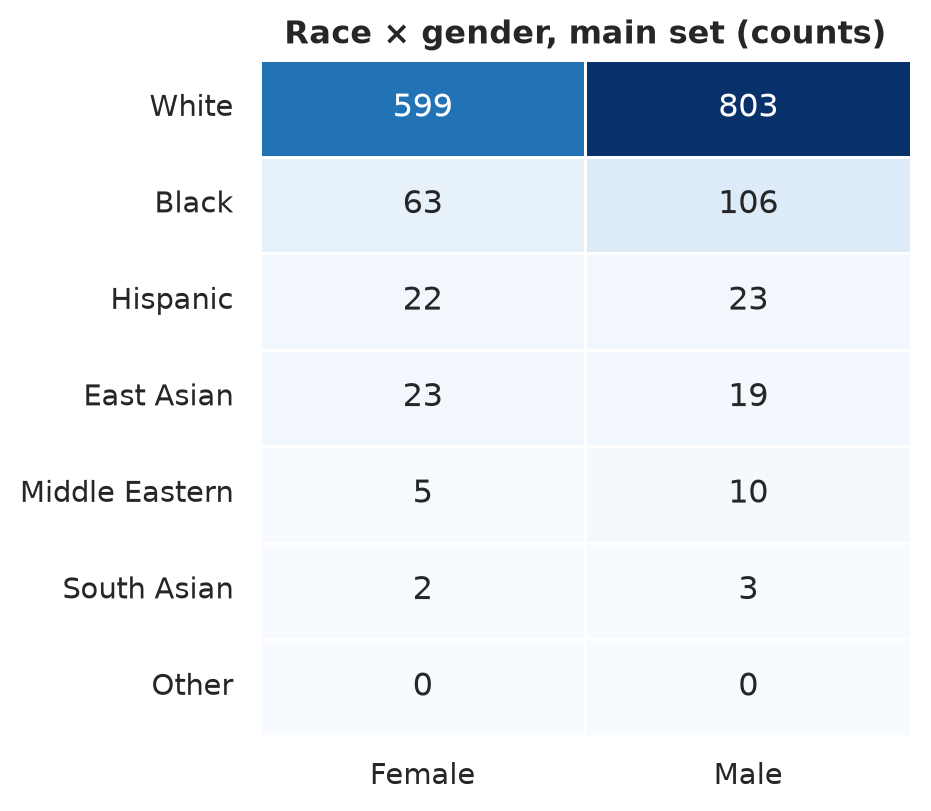 Race × gender, main set (counts)
White 599 803
Black 63 106
Hispanic 22 23
East Asian 23 19
Middle Eastern 5 10
South Asian 2 3
Other 0 0
Female Male